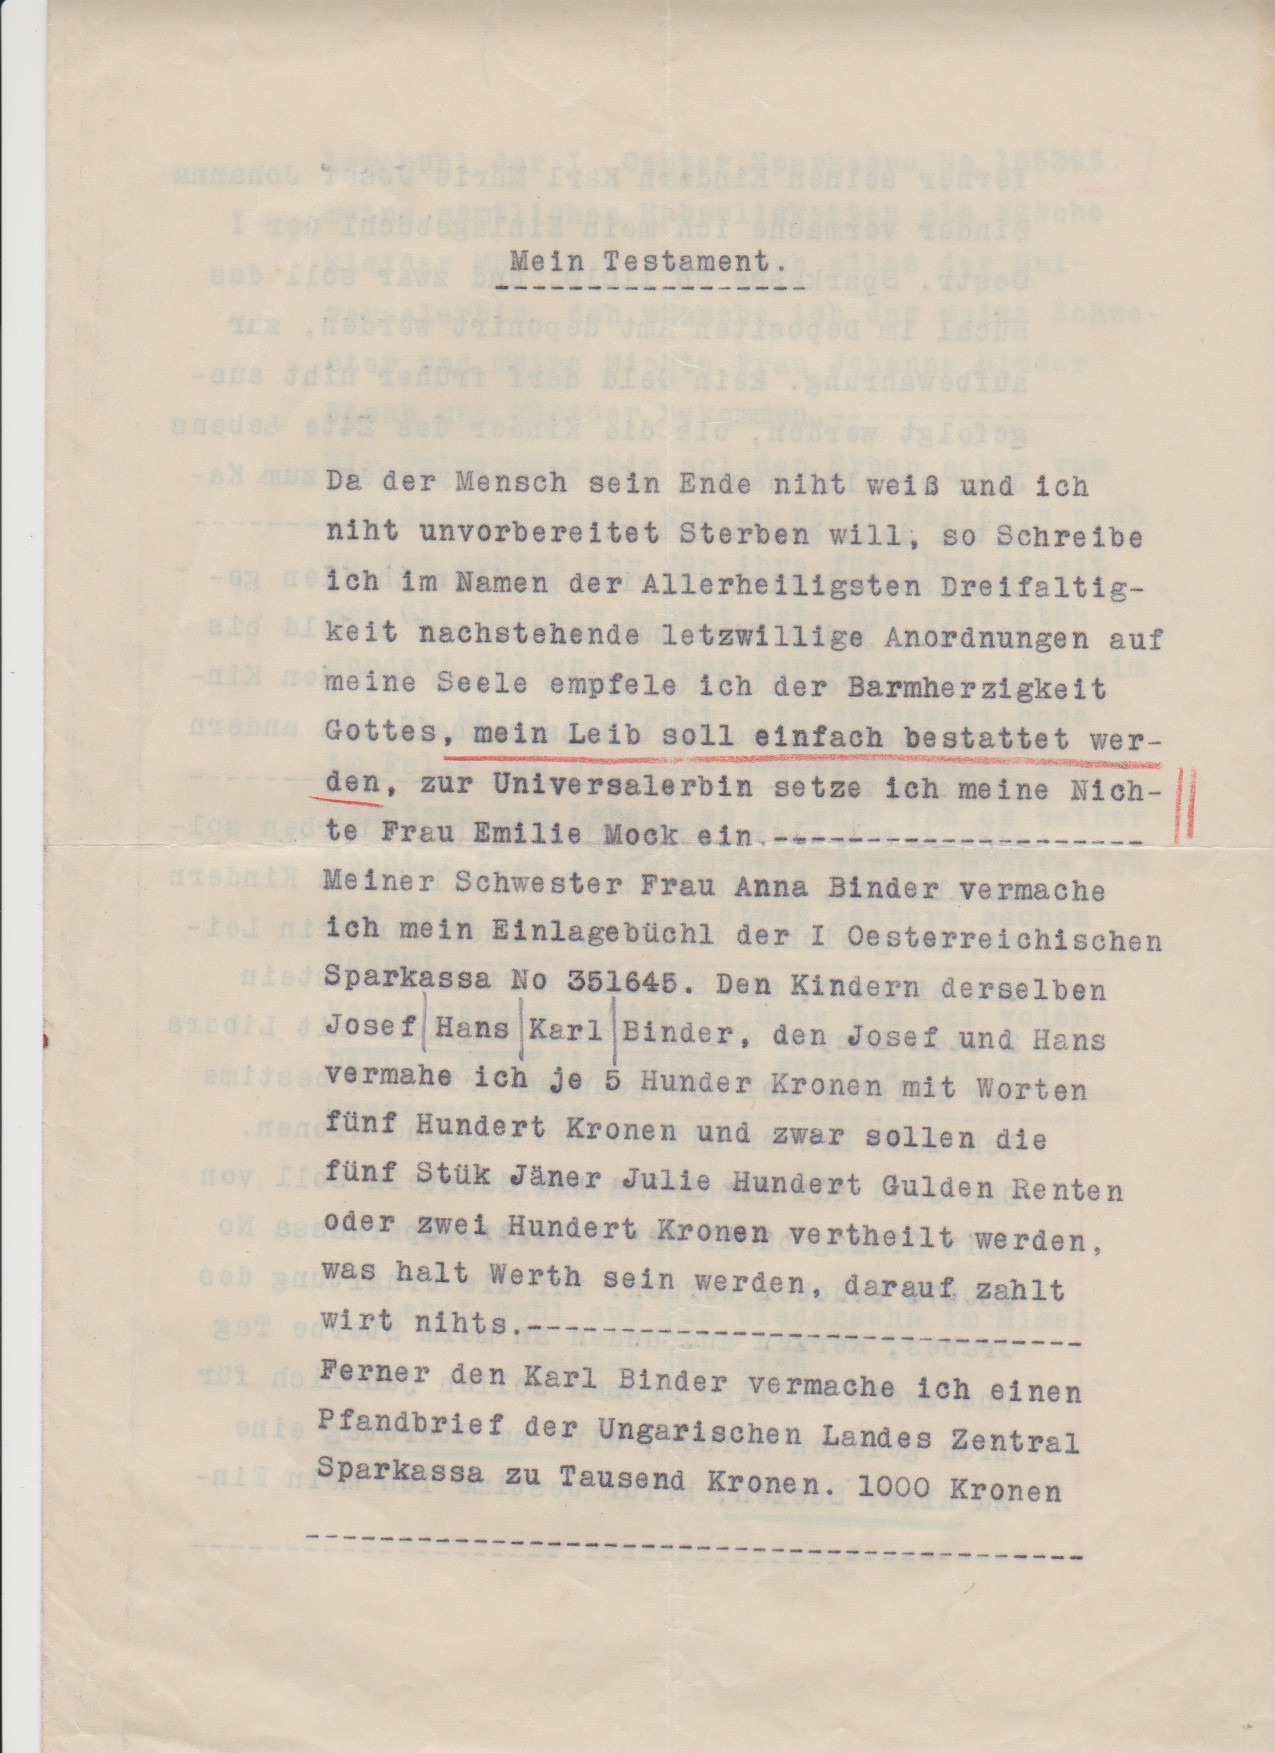 Mein Testament.
Da der Mensch sein Ende niht weiß und ich
niht unvorbereitet Sterben will, so Schreibe
ich im Namen der Allerheiligsten Dreifaltig-
keit nachstehende letzwillige Anordnungen auf
meine Seele empfele ich der Barmherzigkeit
Gottes, mein Leib soll einfach bestattet wer-
den, zur Universalerbin setze ich meine Nich-
te Frau Emilie Mock ein.--------------------
Meiner Schwester Frau Anna Binder vermache
ich mein Einlagebüchl der I Oesterreichischen
Sparkassa No 351645. Den Kindern derselben
Josef|Hans|Karl|Binder, den Josef und Hans
vermahe ich je 5 Hunder Kronen mit Worten
fünf Hundert Kronen und zwar sollen die
fünf Stük Jäner Julie Hundert Gulden Renten
oder zwei Hundert Kronen vertheilt werden,
was halt Werth sein werden, darauf zahlt
wirt nihts.------------------------------
Ferner den Karl Binder vermache ich einen
Pfandbrief der Ungarischen Landes Zentral
Sparkassa zu Tausend Kronen. 1000 Kronen